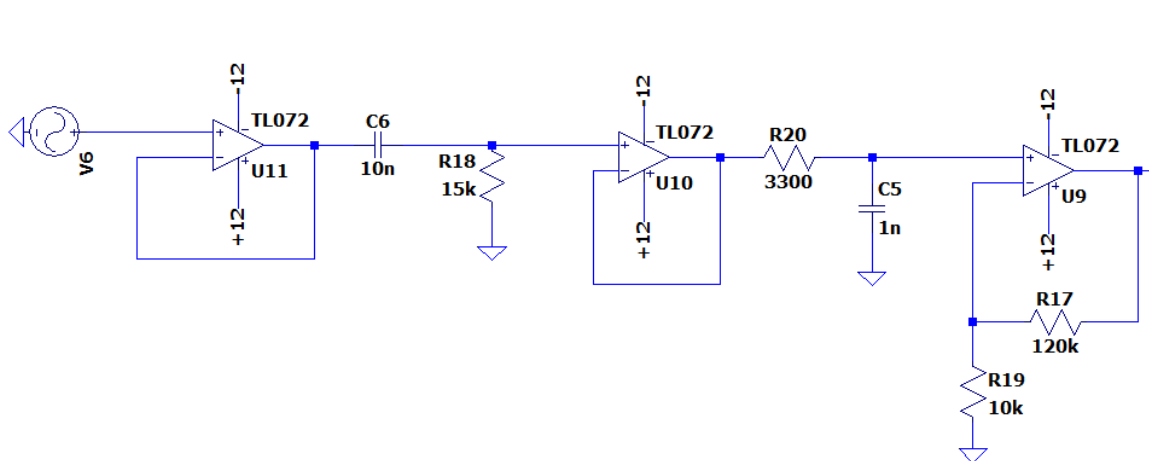 -12
TL072
U11
+12
V6
C6
10n
R18
15k
-12
TL072
U10
+12
R20
3300
C5
1n
-12
TL072
U9
+12
R17
120k
R19
10k